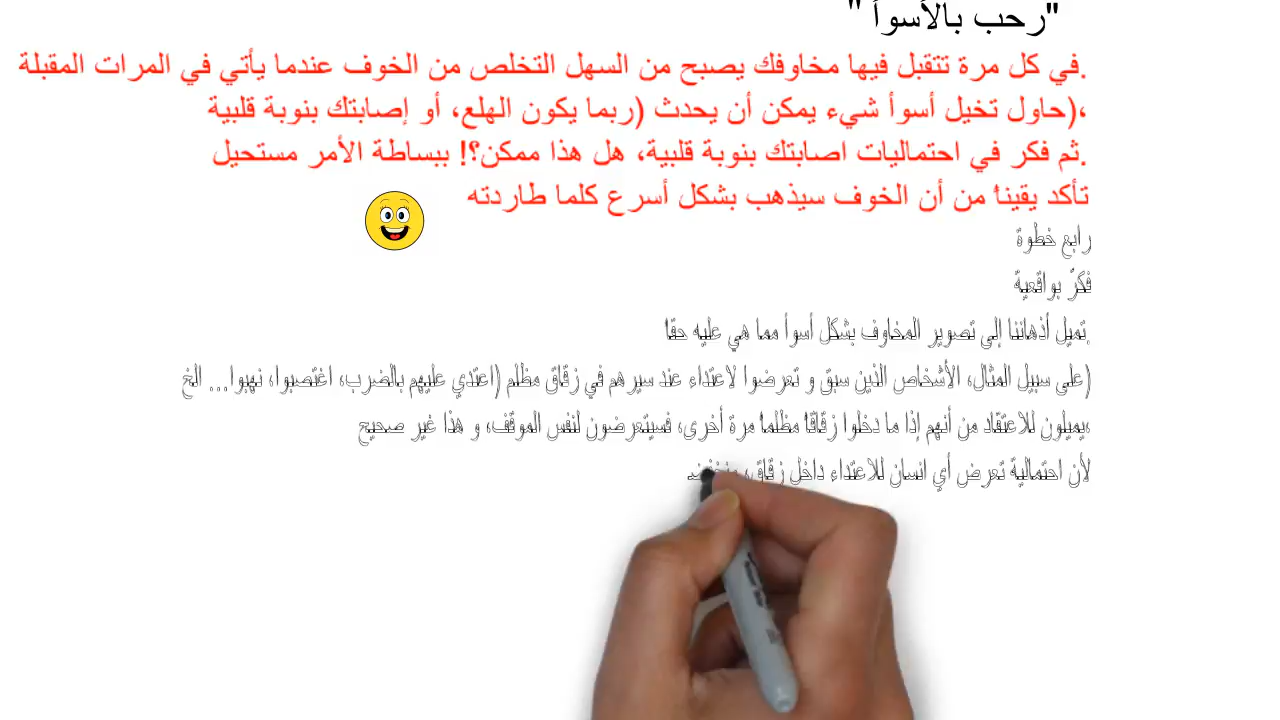 "رحب بالأسوأ "
في كل مرة تتقبل فيها مخاوفك يصبح من السهل التخلص من الخوف عندما يأتي في المرات المقبلة.
حاول تخيل أسوأ شيء يمكن أن يحدث (ربما يكون الهلع، أو إصابتك بنوبة قلبية)،
ثم فكر في احتماليات اصابتك بنوبة قلبية، هل هذا ممكن؟! ببساطة الأمر مستحيل.
تأكد يقيناً من أن الخوف سيذهب بشكل أسرع كلما طاردته
رابع خطوة
فكرّ بواقعية
تميل أذهاننا إلى تصوير المخاوف بشكل أسوأ مما هي عليه حقاً.
على سبيل المثال، الأشخاص الذين سبق و تعرضوا لاعتداء عند سيرهم في زقاق مظلم (اعتدي عليهم بالضرب، اغتصبوا، نهبوا... الخ)
يميلون للاعتقاد من أنهم إذا ما دخلوا زقاقاً مظلماً مرة أخرى، فسيتعرضون لنفس الموقف، و هذا غير صحيح،
لأن احتمالية تعرض أي انسان للاعتداء داخل زقاق،